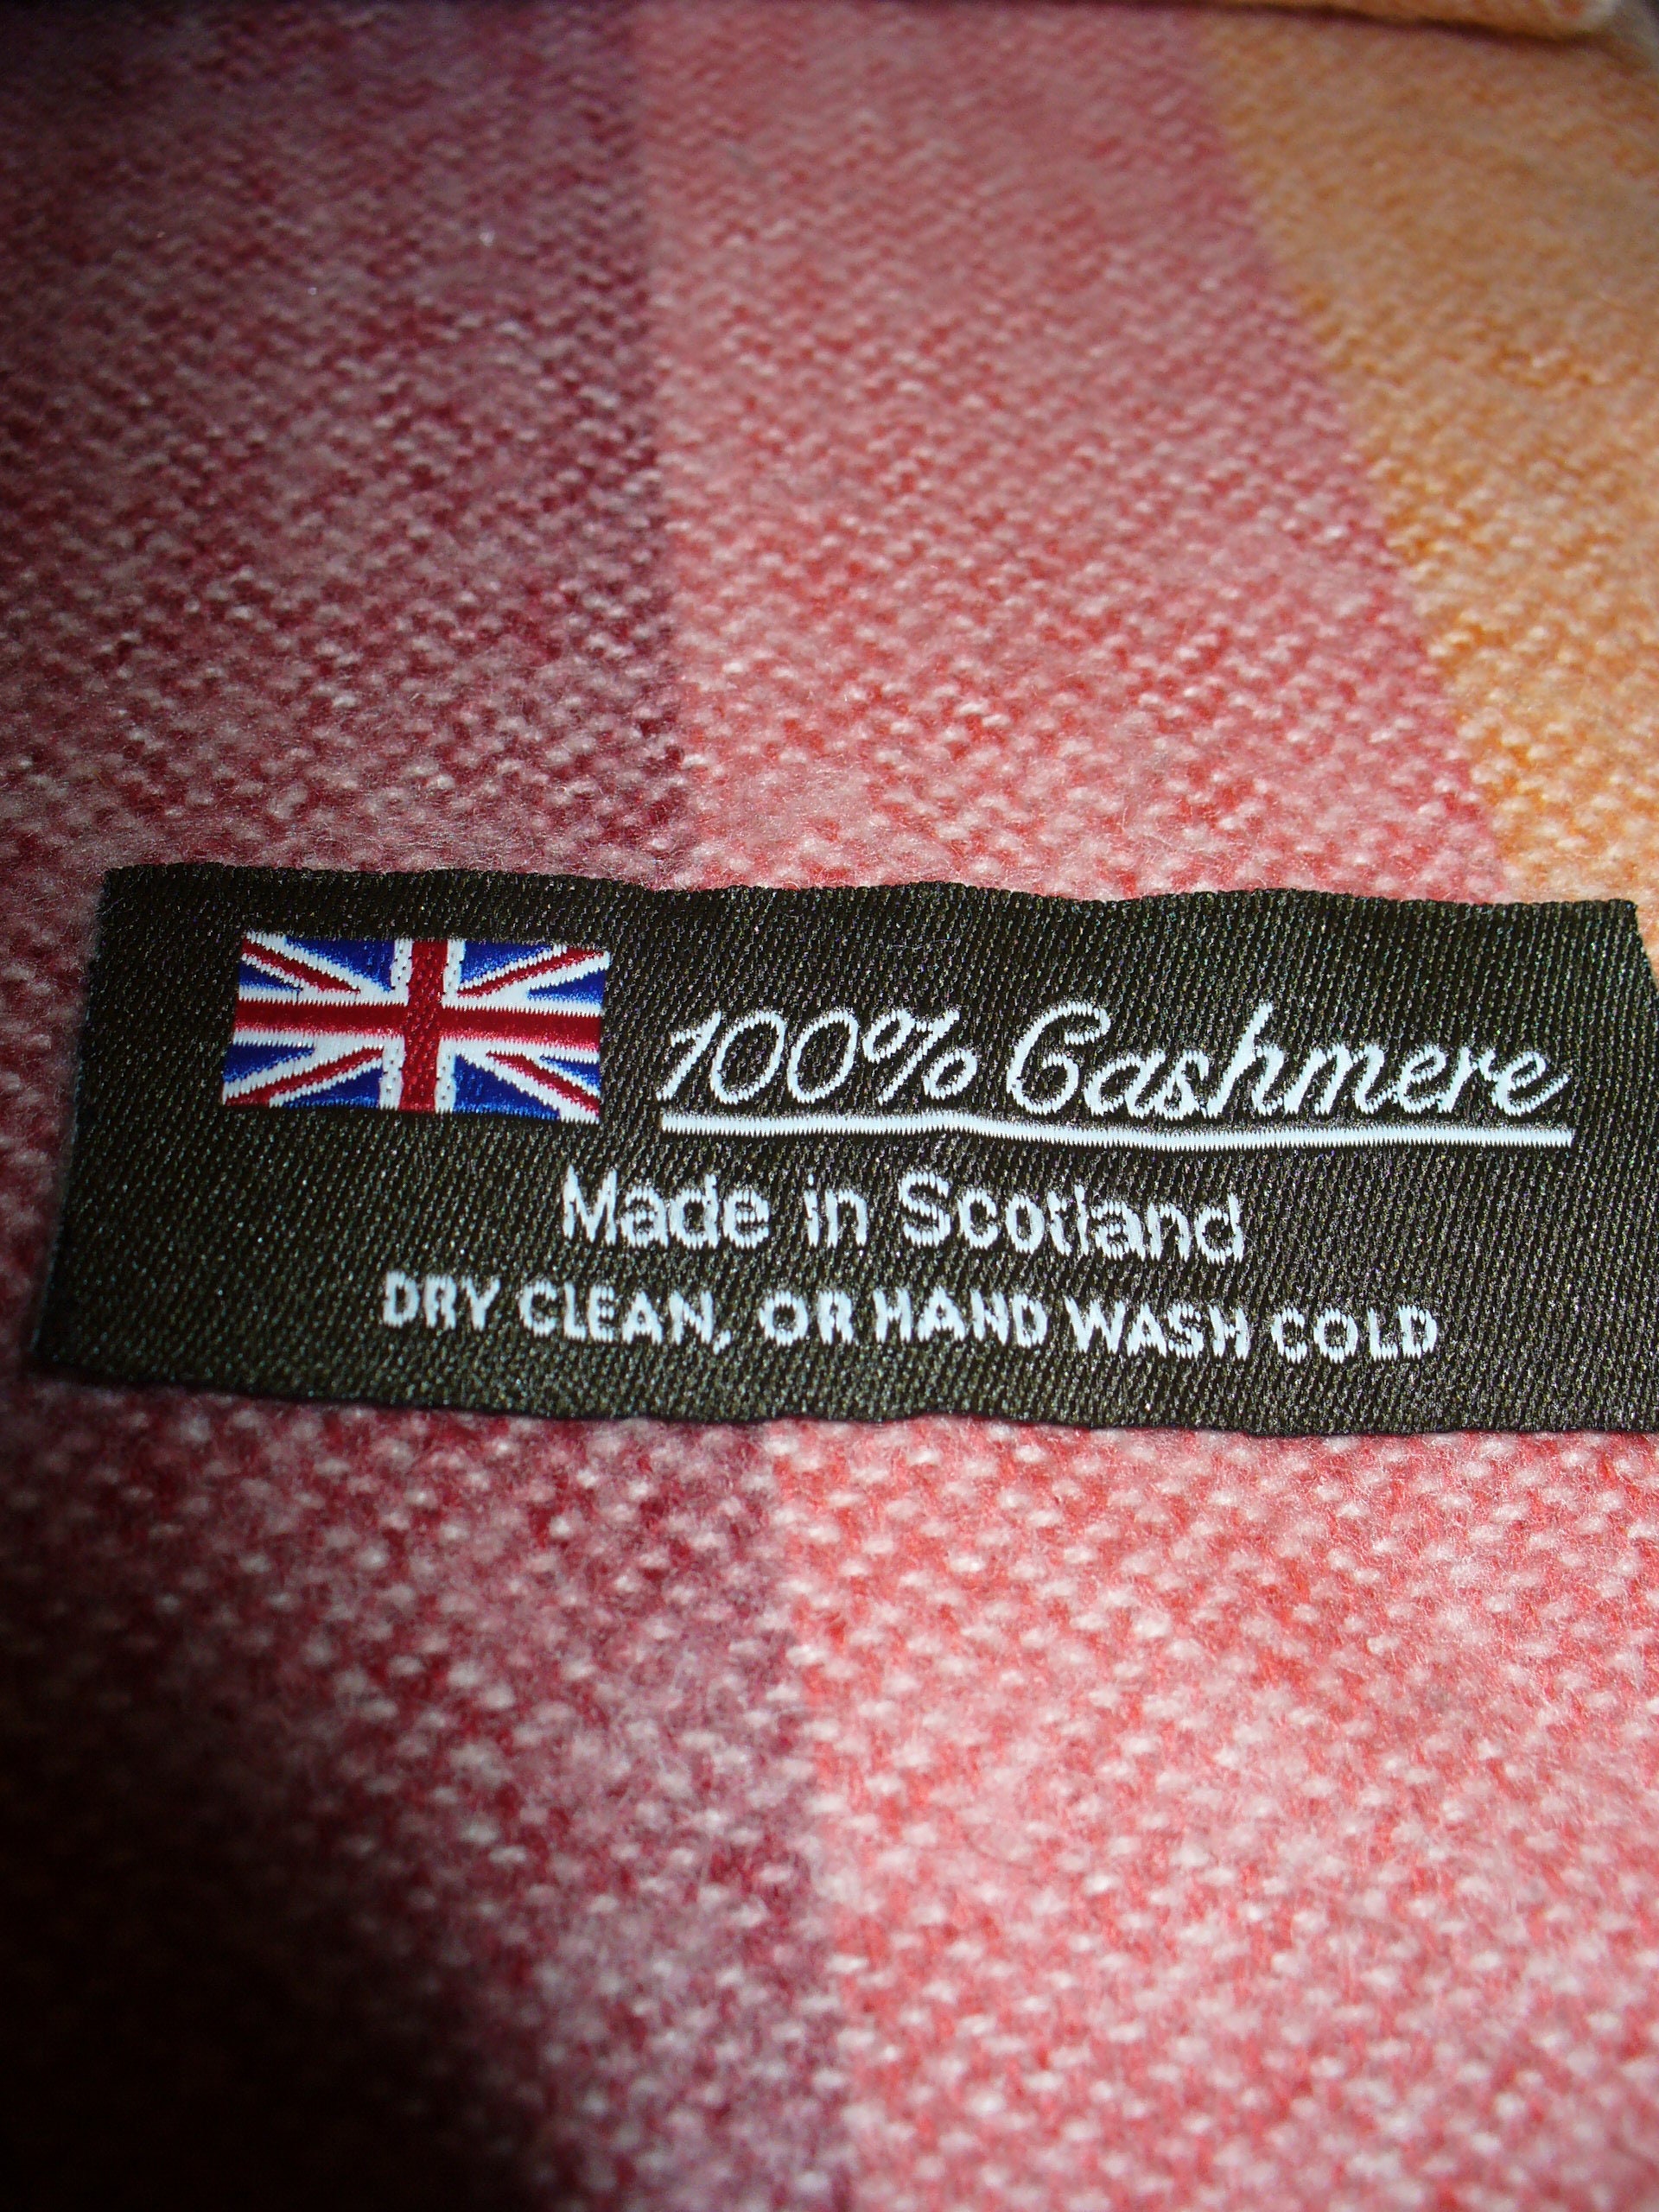 100% Cashmere
Made in Scotland
DRY CLEAN, OR HAND WASH COLD